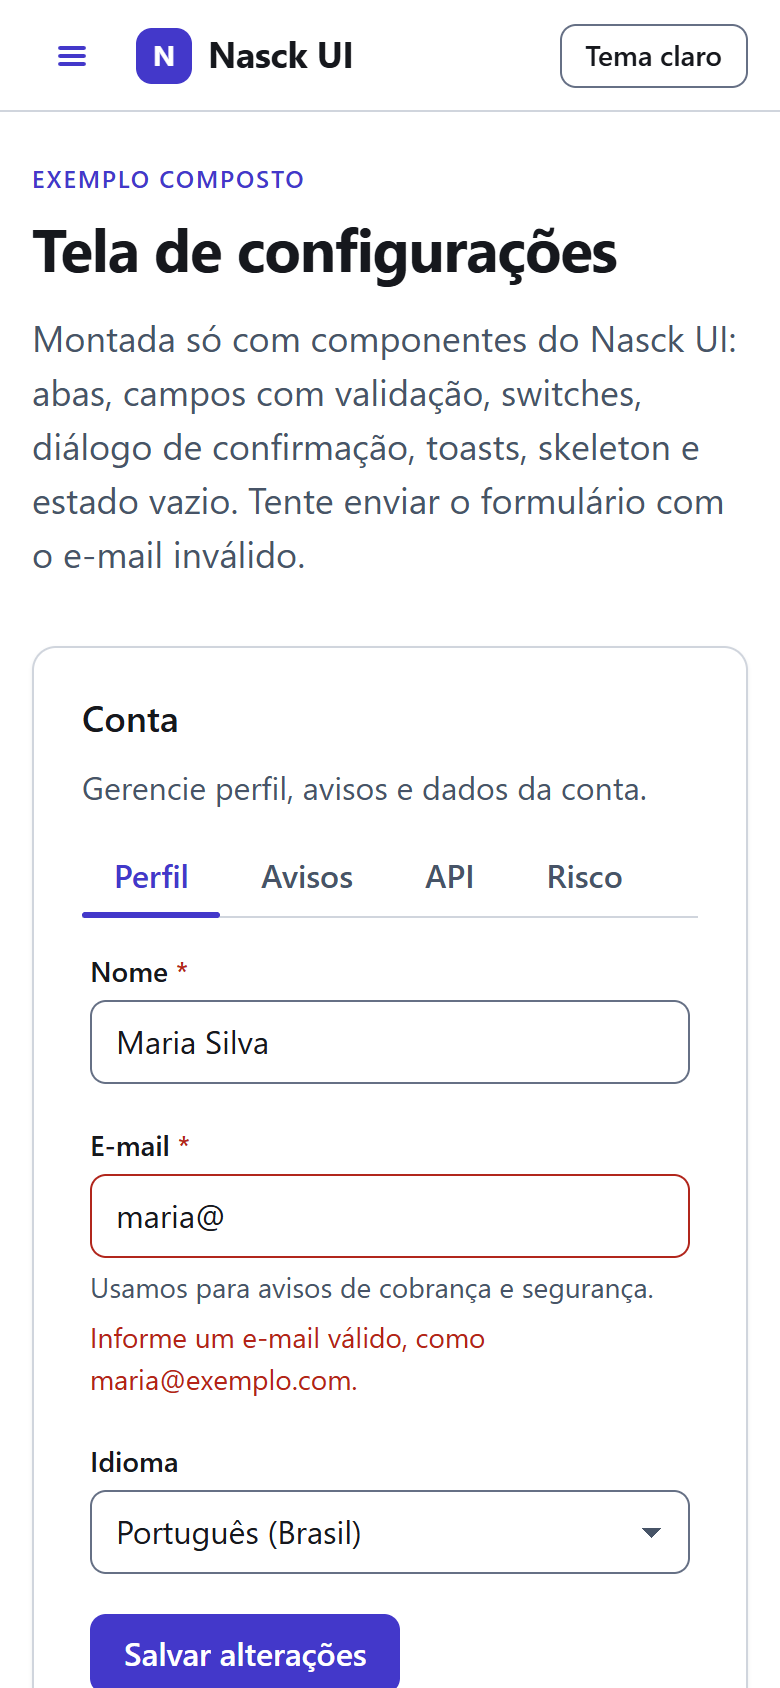 N Nasck UI Tema claro
EXEMPLO COMPOSTO
Tela de configurações
Montada só com componentes do Nasck UI:
abas, campos com validação, switches,
diálogo de confirmação, toasts, skeleton e
estado vazio. Tente enviar o formulário com
o e-mail inválido.
Conta
Gerencie perfil, avisos e dados da conta.
Perfil Avisos API Risco
Nome *
Maria Silva
E-mail *
maria@
Usamos para avisos de cobrança e segurança.
Informe um e-mail válido, como
maria@exemplo.com.
Idioma
Português (Brasil)
Salvar alterações